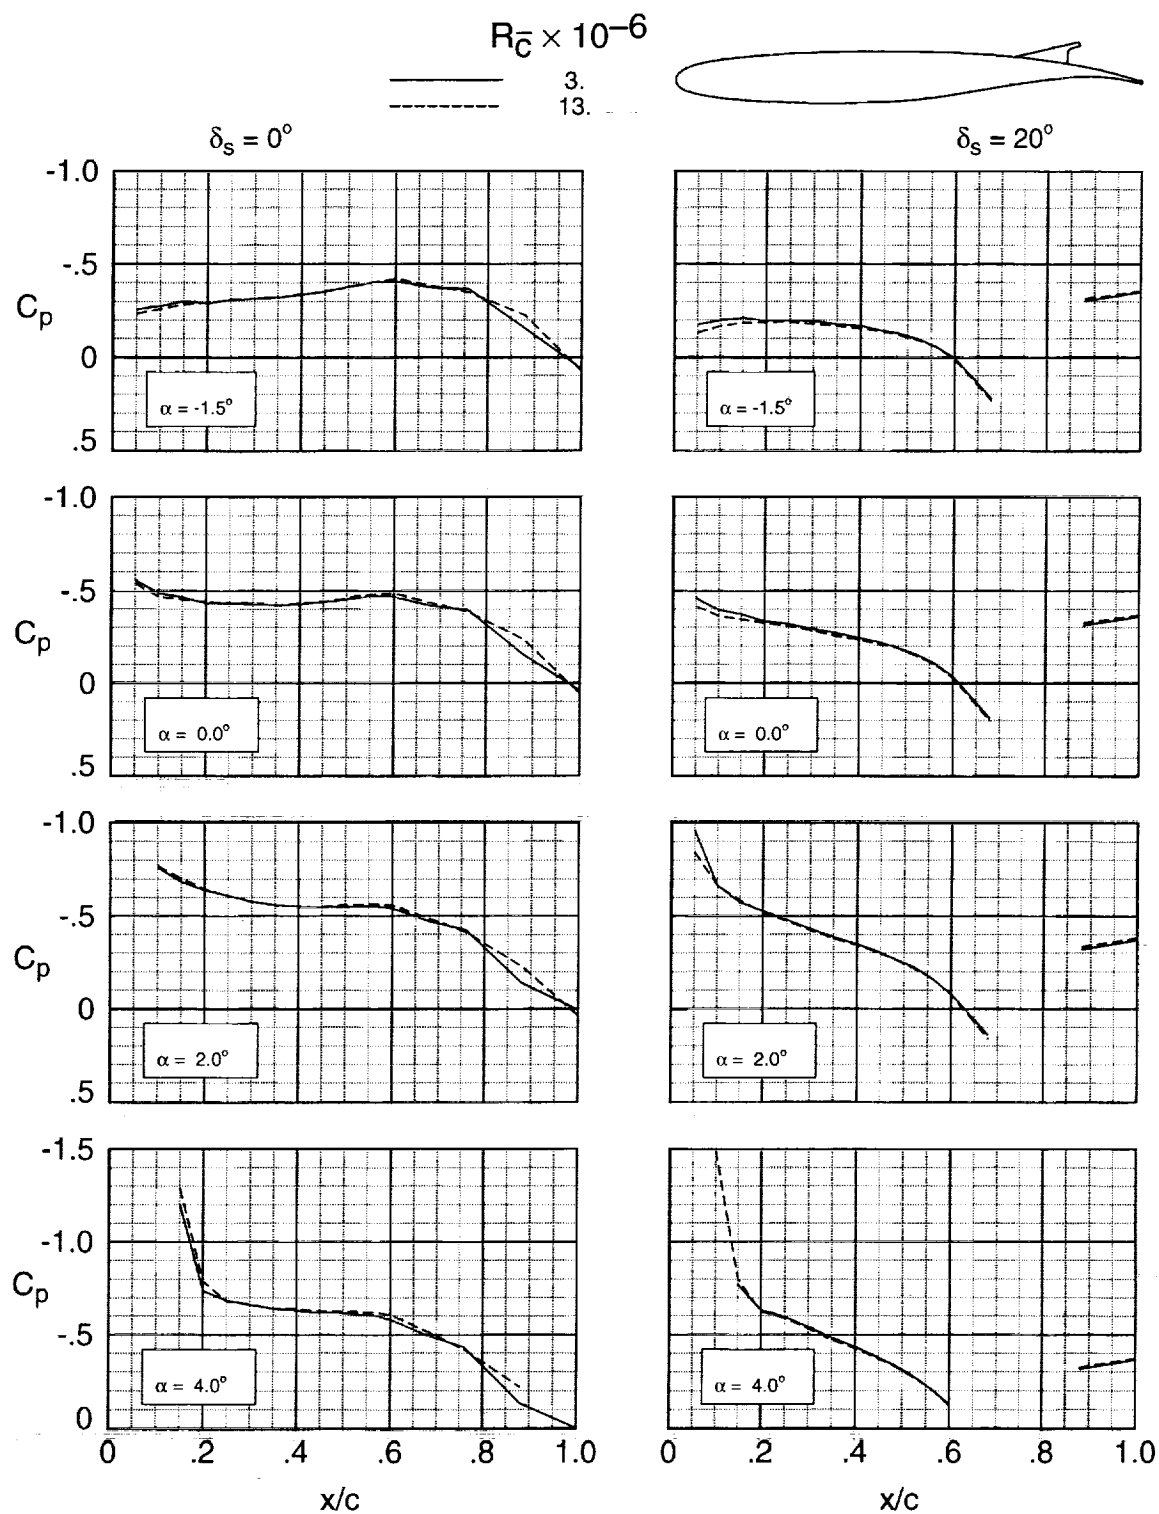 R_c̄ × 10⁻⁶
3.
13.
δₛ = 0° δₛ = 20°
-1.0
-.5
Cₚ
0
α = -1.5° α = -1.5°
.5
-1.0
-.5
Cₚ
0
α = 0.0° α = 0.0°
.5
-1.0
-.5
Cₚ
0
α = 2.0° α = 2.0°
.5
-1.5
-1.0
Cₚ
-.5
α = 4.0° α = 4.0°
0
0 .2 .4 .6 .8 1.0 0 .2 .4 .6 .8 1.0
x/c x/c